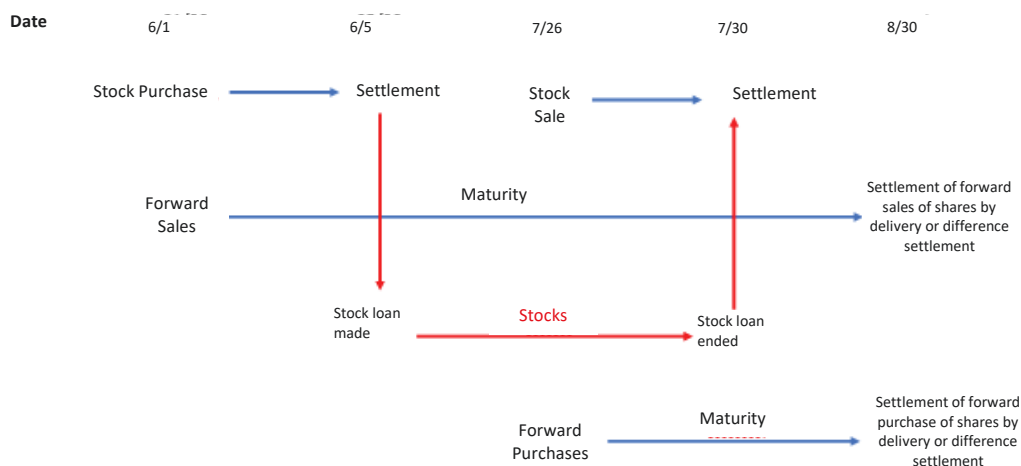 Date
6/1
6/5
7/26
7/30
8/30
Stock Purchase
Settlement
Stock
Sale
Settlement
Maturity
Forward
Sales
Settlement of forward
sales of shares by
delivery or difference
settlement
Stock loan
made
Stocks
Stock loan
ended
Forward
Purchases
Maturity
Settlement of forward
purchase of shares by
delivery or difference
settlement